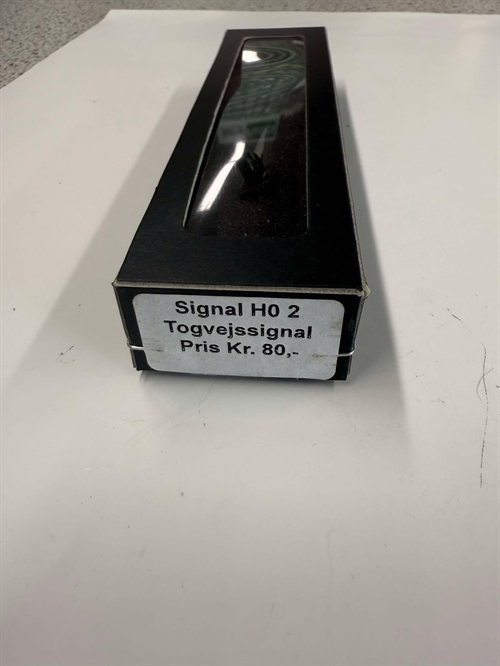 Signal H0 2
Togvejssignal
Pris Kr. 80,-